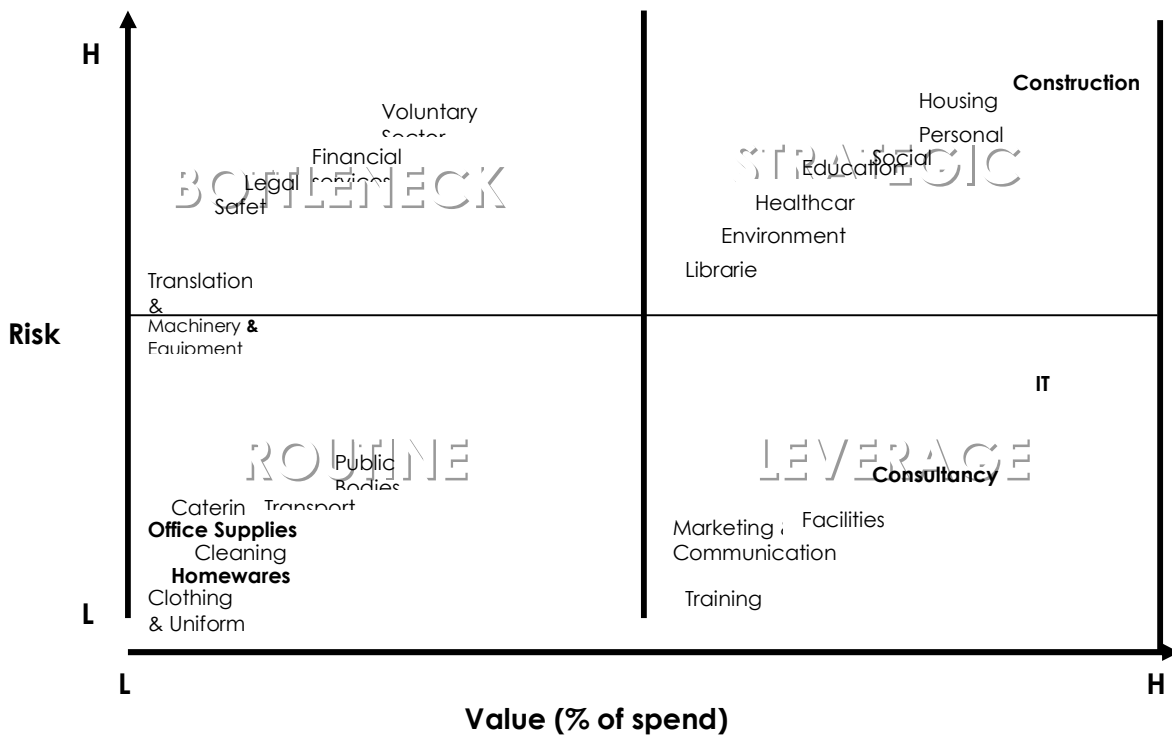 H
Construction
Housing
Voluntary
Sector
Personal
Financial
Social
STRATEGIC
Education
BOTTLENECK
Legal services
Safet
Healthcar
Environment
Librarie
Translation
&
Risk
Machinery &
Equipment
IT
ROUTINE
LEVERAGE
Public
Bodies
Consultancy
Caterin Transport
Office Supplies
Facilities
Marketing
Communication
Cleaning
Homewares
Clothing
& Uniform
Training
L
L
H
Value (% of spend)